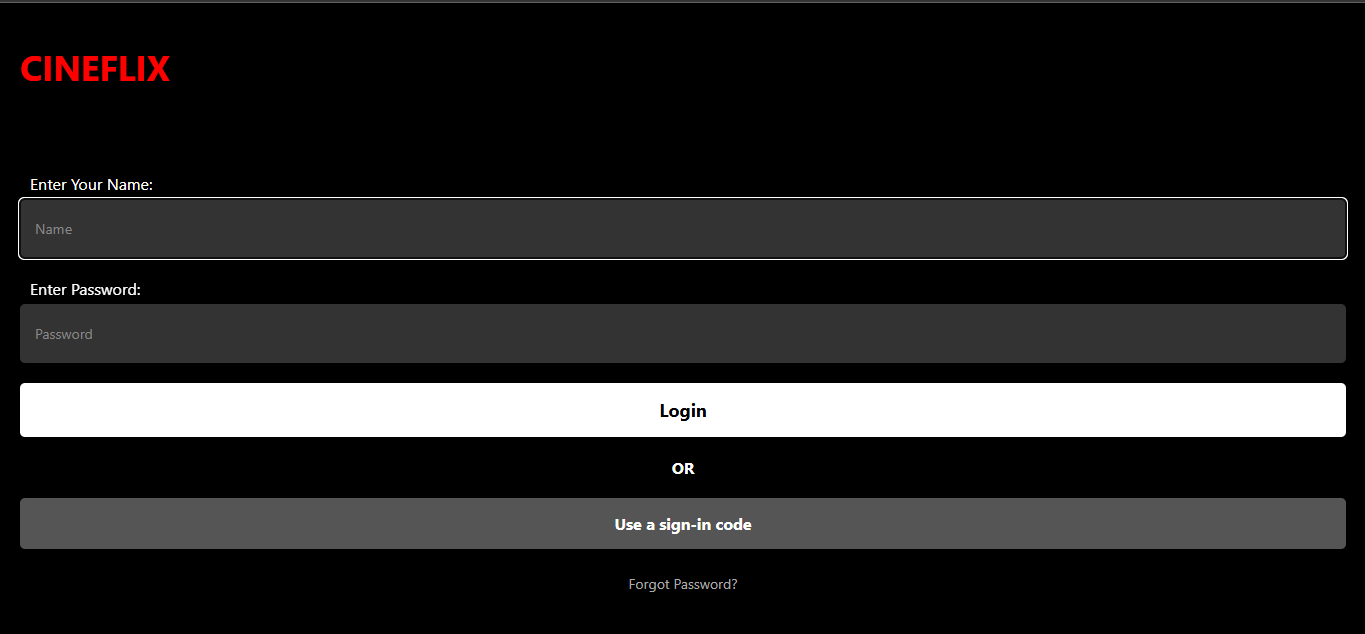 CINEFLIX
Enter Your Name:
Name
Enter Password:
Password
Login
OR
Use a sign-in code
Forgot Password?